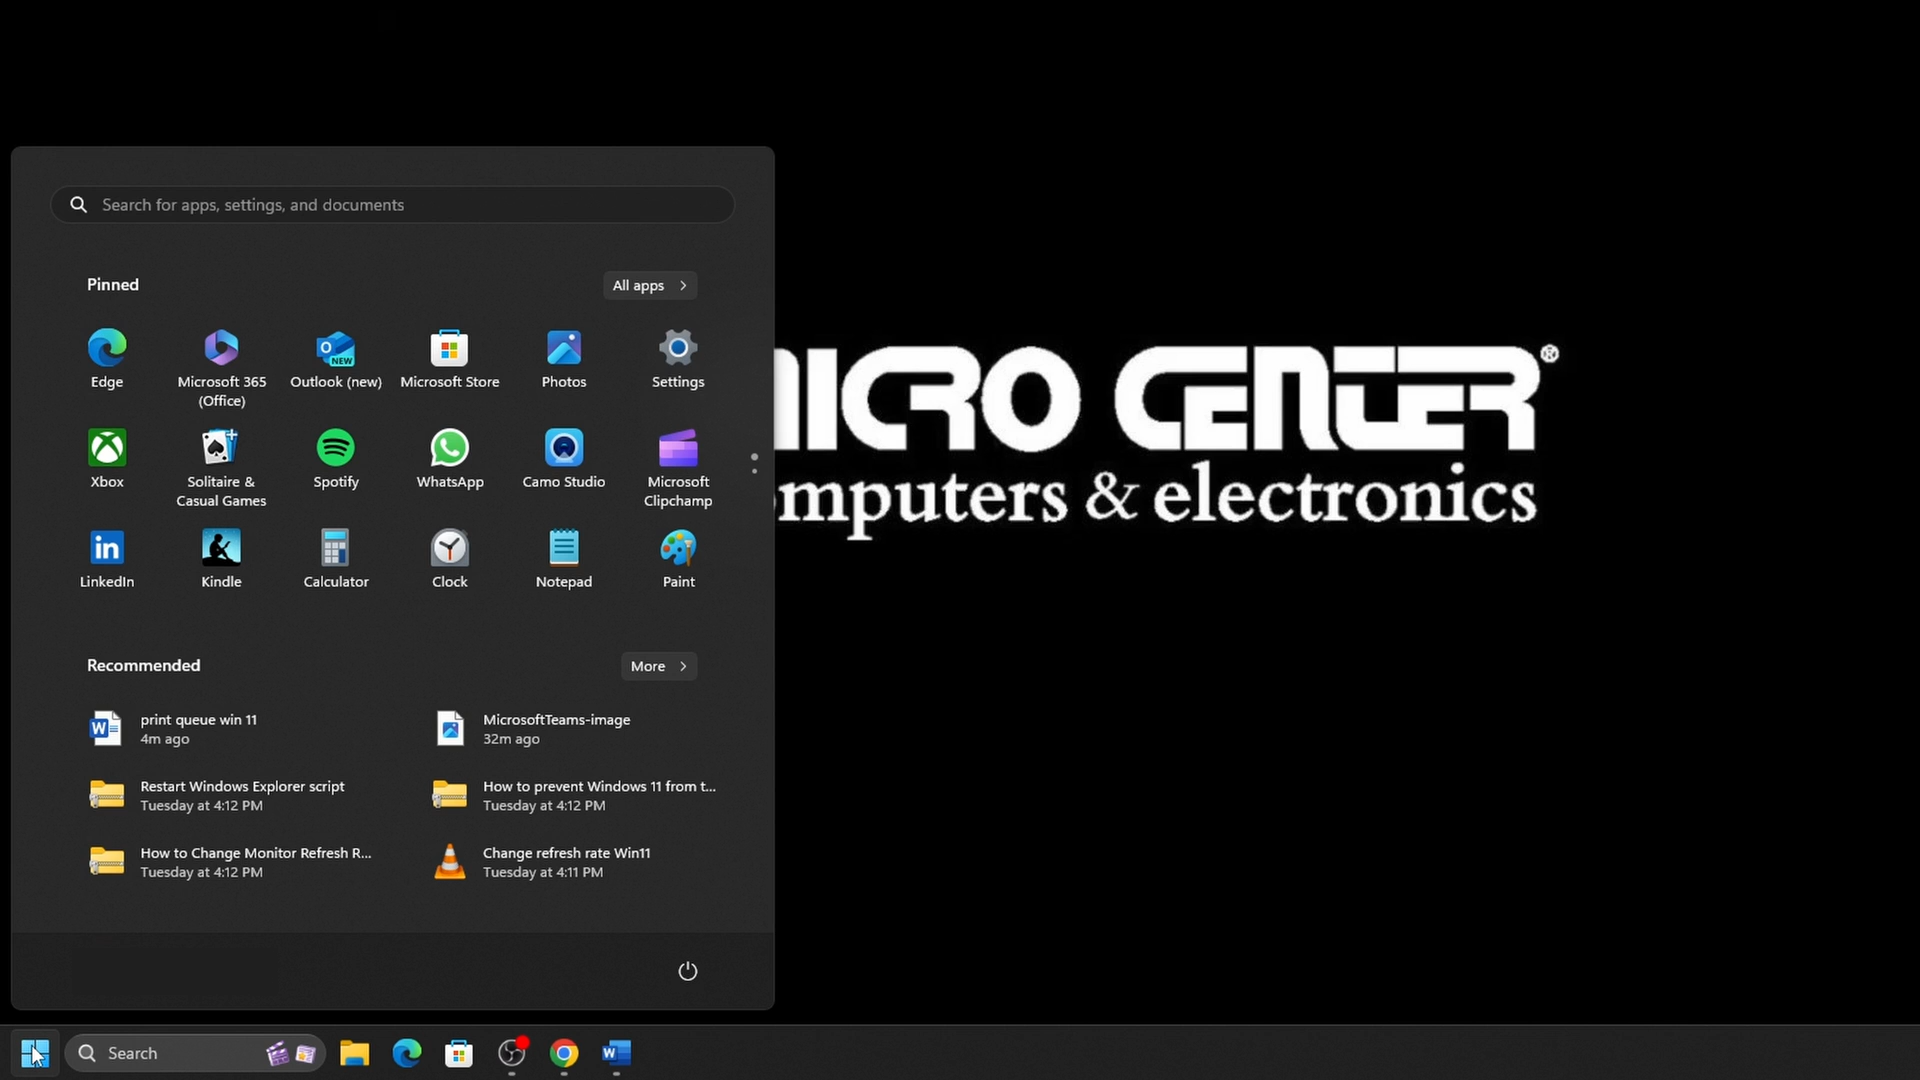 Search for apps, settings, and documents
Pinned
All apps
Edge
Microsoft 365
(Office)
Outlook (new)
Microsoft Store
Photos
Settings
Xbox
Solitaire &
Casual Games
Spotify
WhatsApp
Camo Studio
Microsoft
Clipchamp
LinkedIn
Kindle
Calculator
Clock
Notepad
Paint
Recommended
More
print queue win 11
4m ago
MicrosoftTeams-image
32m ago
Restart Windows Explorer script
Tuesday at 4:12 PM
How to prevent Windows 11 from t...
Tuesday at 4:12 PM
How to Change Monitor Refresh R...
Tuesday at 4:12 PM
Change refresh rate Win11
Tuesday at 4:11 PM
MICRO CENTER®
omputers & electronics
Search